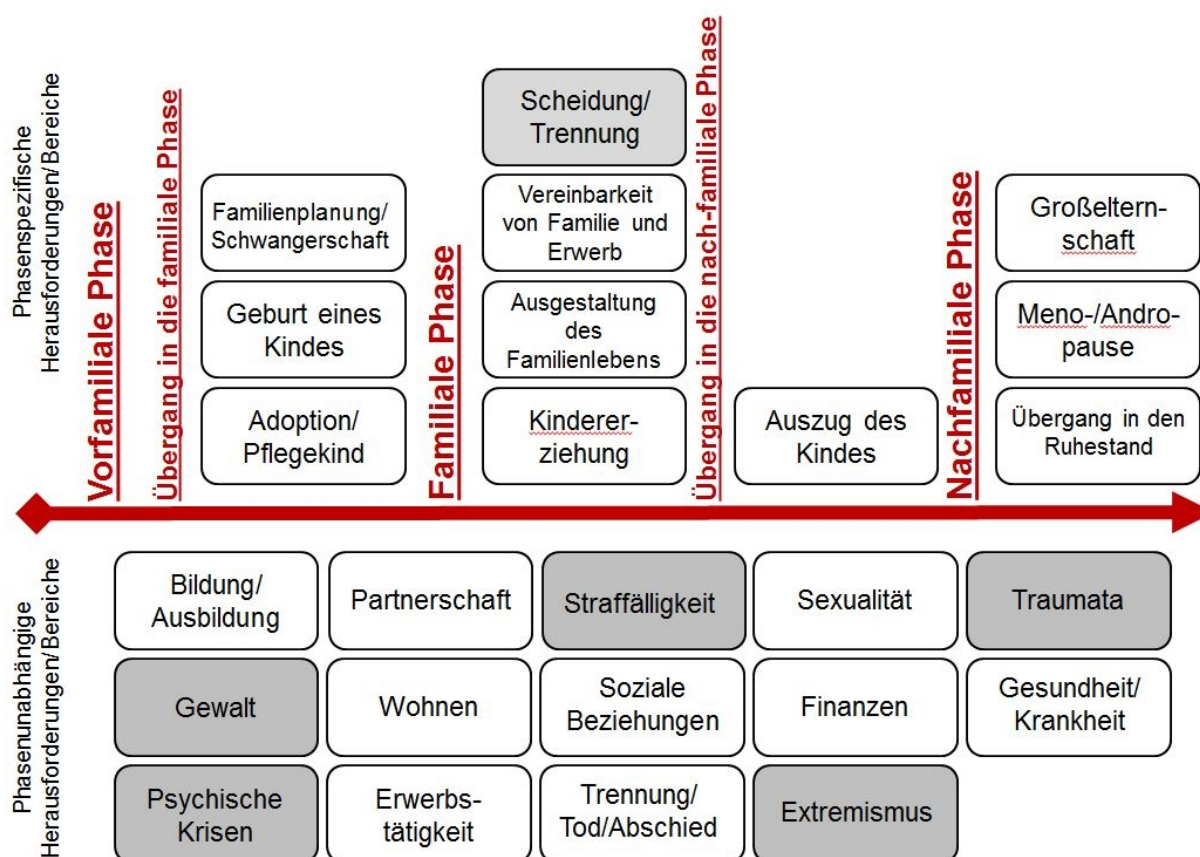 Phasenspezifische
Herausforderungen/Bereiche
Vorfamiliale Phase
Übergang in die familiale Phase
Familienplanung/
Schwangerschaft
Geburt eines
Kindes
Adoption/
Pflegekind
Familiale Phase
Scheidung/
Trennung
Vereinbarkeit
von Familie und
Erwerb
Ausgestaltung
des
Familienlebens
Kinderer-
ziehung
Übergang in die nach-familiale Phase
Auszug des
Kindes
Nachfamiliale Phase
Großeltern-
schaft
Meno-/Andro-
pause
Übergang in den
Ruhestand
Phasenunabhängige
Herausforderungen/Bereiche
Bildung/
Ausbildung
Partnerschaft
Straffälligkeit
Sexualität
Traumata
Gewalt
Wohnen
Soziale
Beziehungen
Finanzen
Gesundheit/
Krankheit
Psychische
Krisen
Erwerbs-
tätigkeit
Trennung/
Tod/Abschied
Extremismus